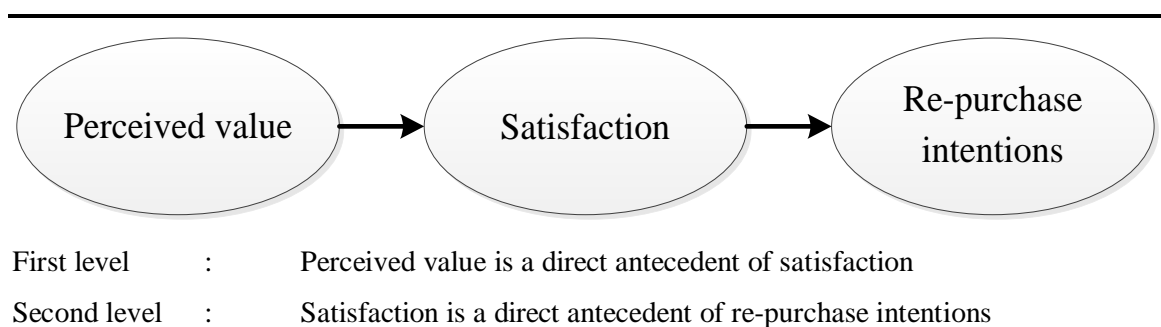 Perceived value
Satisfaction
Re-purchase
intentions
First level : Perceived value is a direct antecedent of satisfaction
Second level : Satisfaction is a direct antecedent of re-purchase intentions